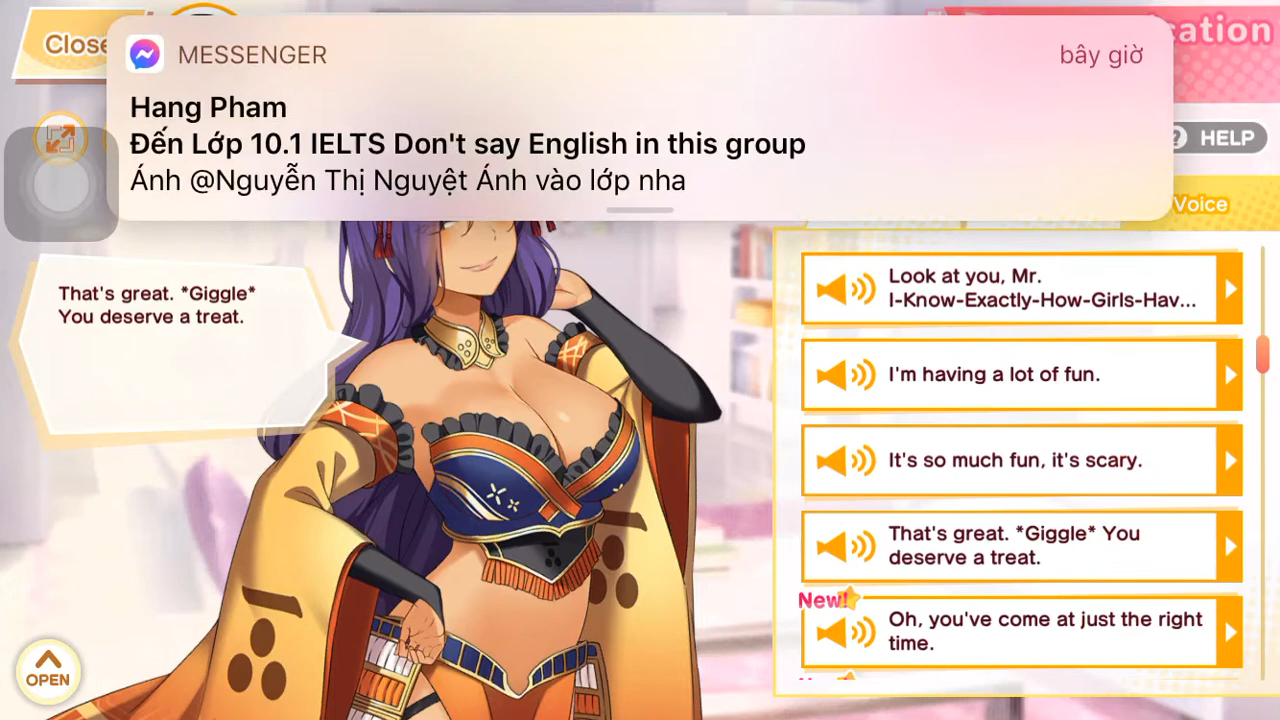 Close
MESSENGER
bây giờ
Hang Pham
Đến Lớp 10.1 IELTS Don't say English in this group
Ánh @Nguyễn Thị Nguyệt Ánh vào lớp nha
? HELP
Voice
That's great. *Giggle*
You deserve a treat.
Look at you, Mr.
I-Know-Exactly-How-Girls-Hav...
I'm having a lot of fun.
It's so much fun, it's scary.
That's great. *Giggle* You
deserve a treat.
New!
Oh, you've come at just the right
time.
OPEN